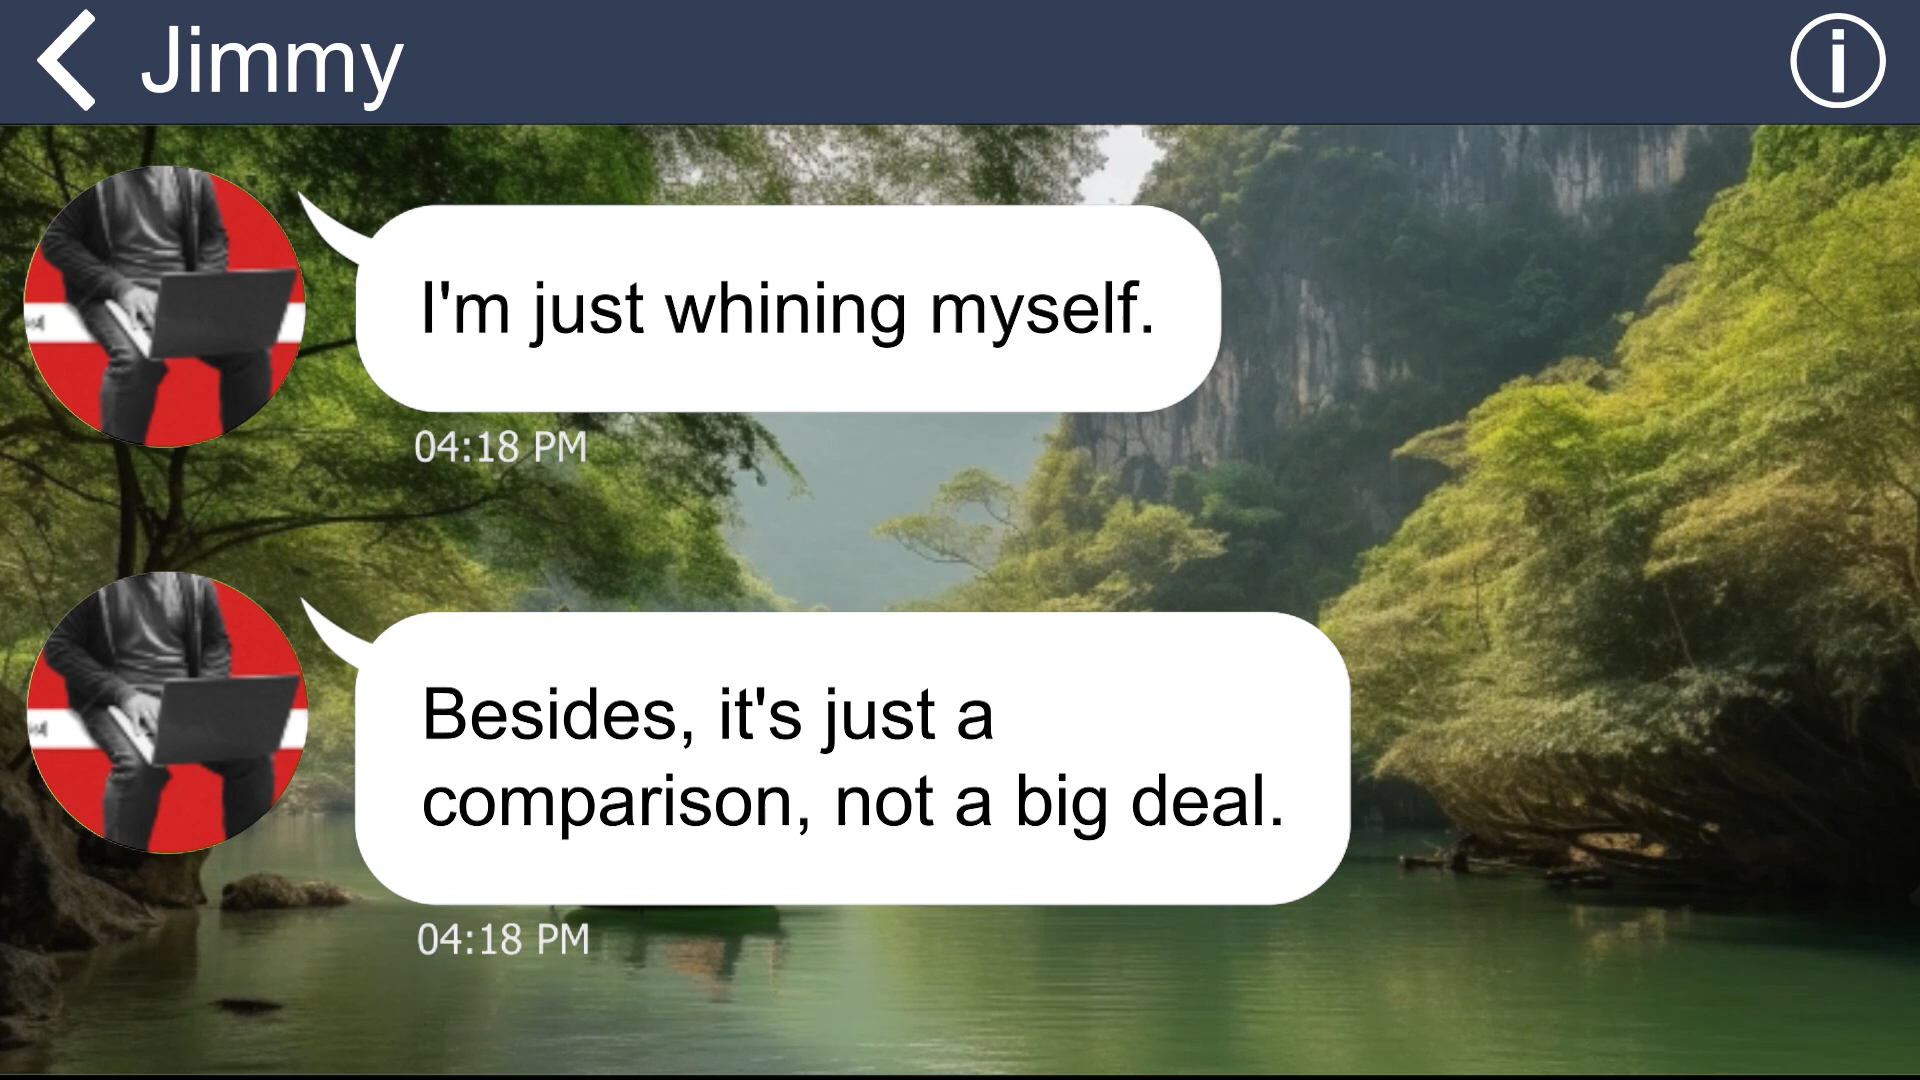 Jimmy
I'm just whining myself.
04:18 PM
Besides, it's just a
comparison, not a big deal.
04:18 PM